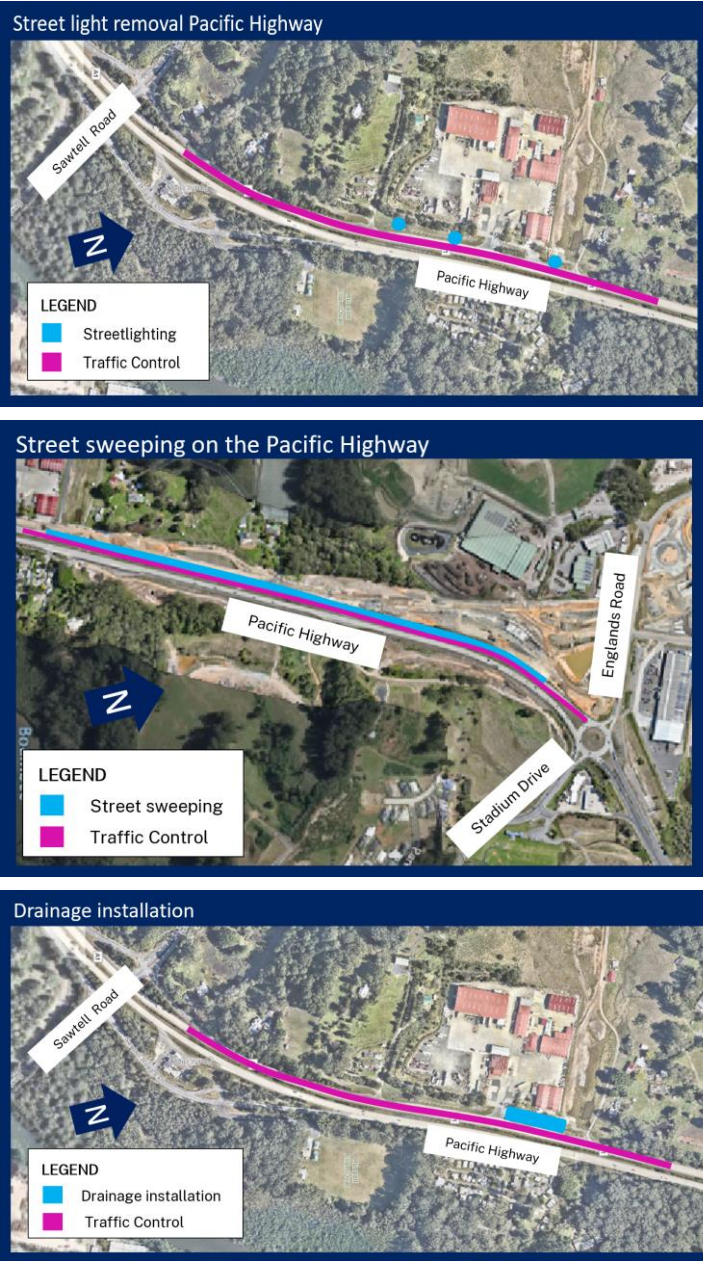 Street light removal Pacific Highway
Sawtell Road
N
Pacific Highway
LEGEND
Streetlighting
Traffic Control
Street sweeping on the Pacific Highway
Englands Road
Pacific Highway
N
Stadium Drive
LEGEND
Street sweeping
Traffic Control
Drainage installation
Sawtell Road
N
Pacific Highway
LEGEND
Drainage installation
Traffic Control